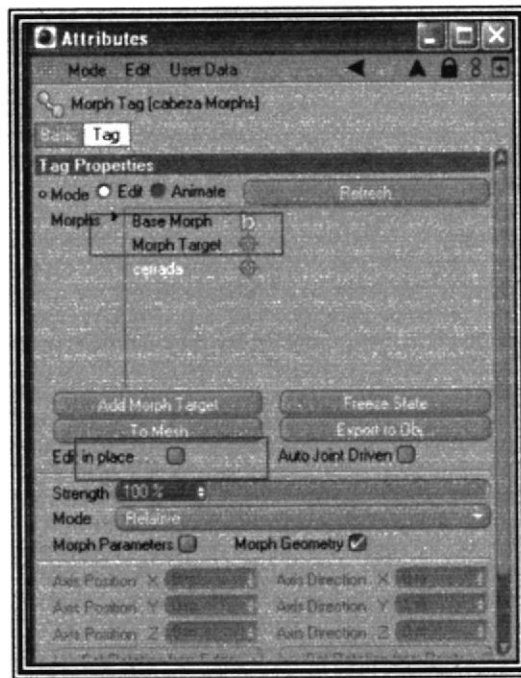 Attributes
Mode Edit User Data
Morph Tag [cabeza Morphs]
Basic Tag
Tag Properties
Mode Edit Animate Refresh
Morphs Base Morph
Morph Target
cerrada
Add Morph Target Freeze State
To Mesh Export to Obj...
Edit in place Auto Joint Driven
Strength 100 %
Mode Relative
Morph Parameters Morph Geometry
Axis Position X Axis Direction X
Axis Position Y Axis Direction Y
Axis Position Z Axis Direction Z